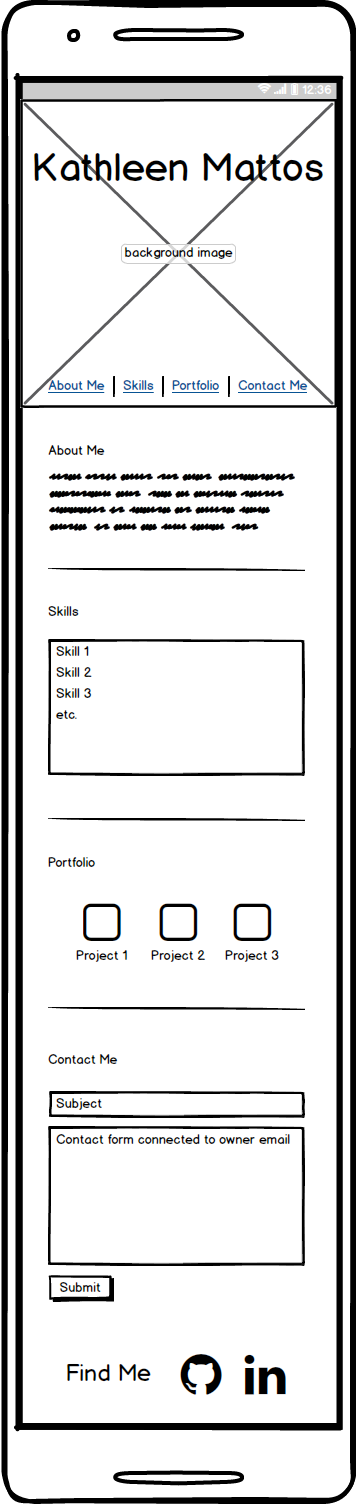 12:36
Kathleen Mattos
background image
About Me | Skills | Portfolio | Contact Me
About Me
Skills
Skill 1
Skill 2
Skill 3
etc.
Portfolio
Project 1 Project 2 Project 3
Contact Me
Subject
Contact form connected to owner email
Submit
Find Me in